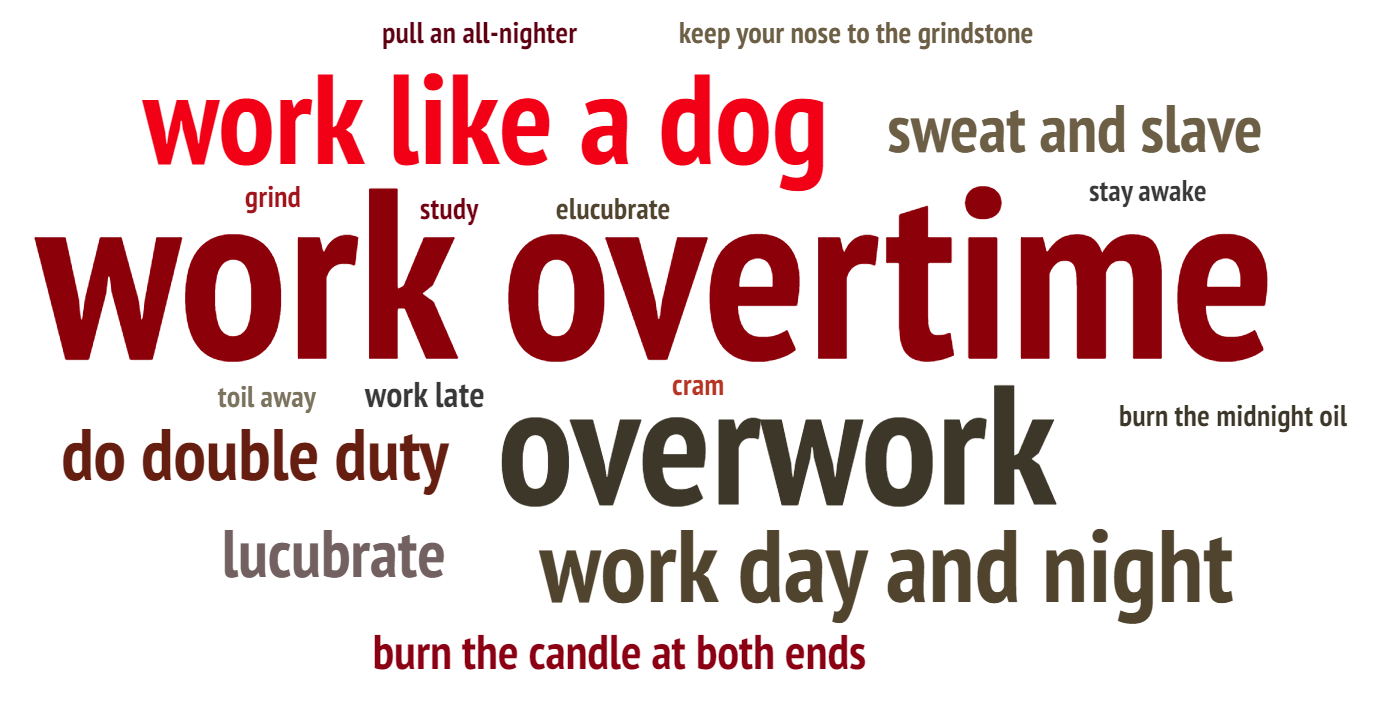 pull an all-nighter
keep your nose to the grindstone
work like a dog
sweat and slave
grind
study
elucubrate
stay awake
work overtime
toil away
work late
cram
burn the midnight oil
do double duty
overwork
lucubrate
work day and night
burn the candle at both ends